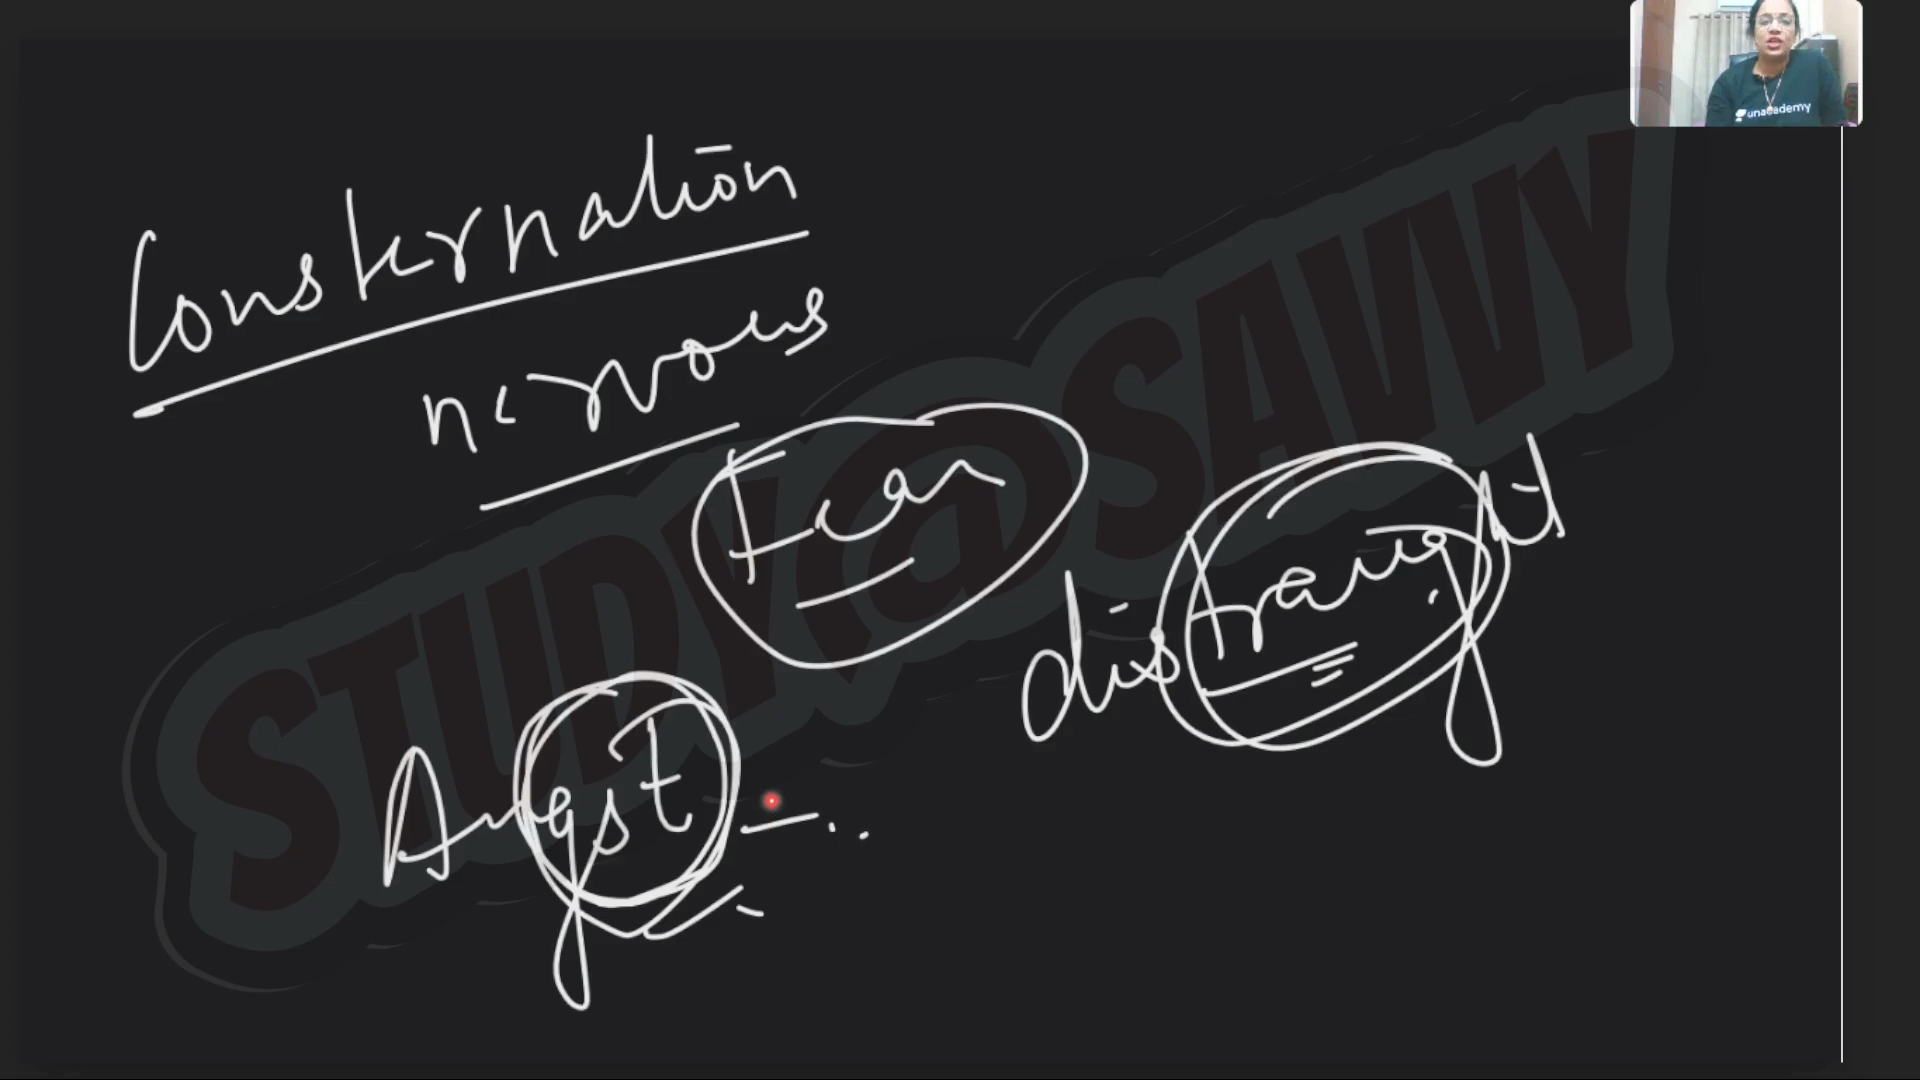 unacademy
Consternation
nervous
Fear
distraught
Angst
STUDY@SAVVY